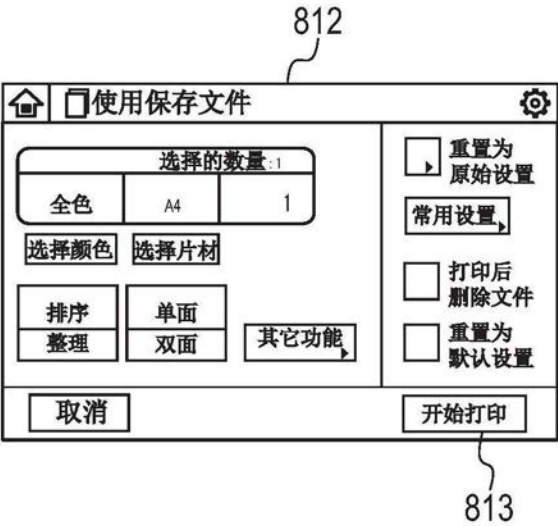 812
使用保存文件
选择的数量:1
全色
A4
1
选择颜色
选择片材
排序
整理
单面
双面
其它功能
重置为
原始设置
常用设置
打印后
删除文件
重置为
默认设置
取消
开始打印
813